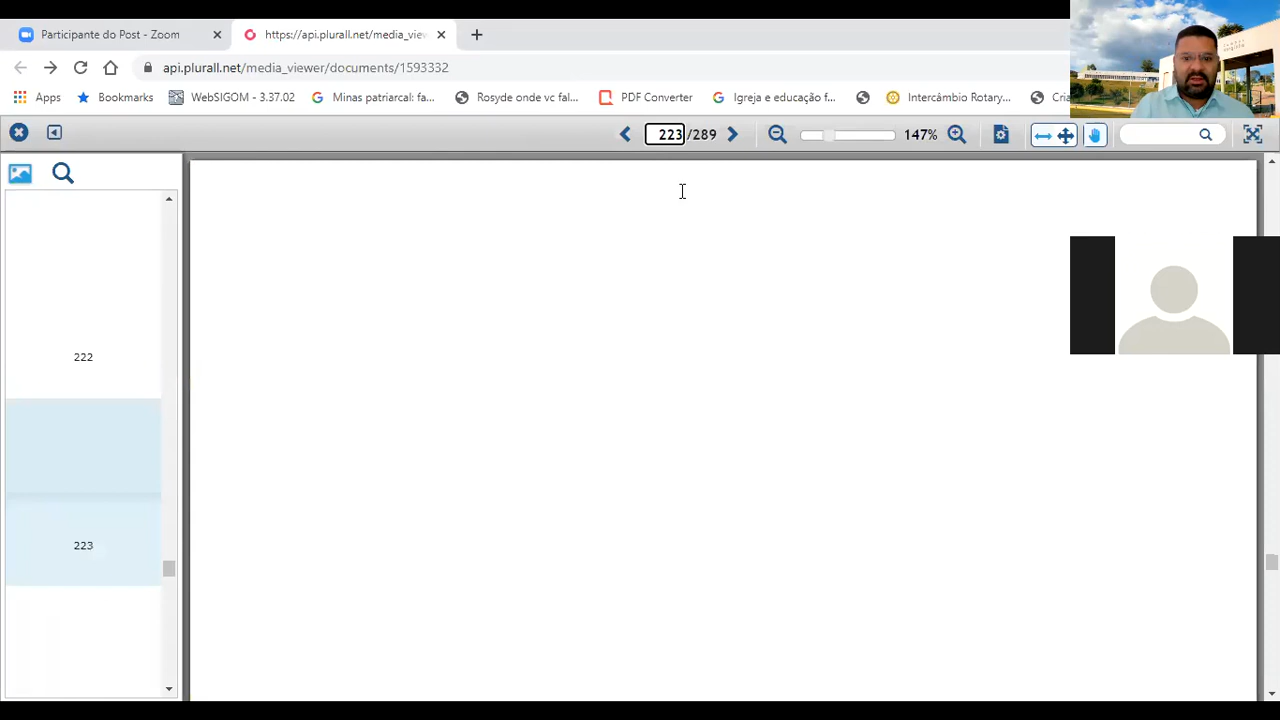 Participante do Post - Zoom
https://api.plurall.net/media_view
api.plurall.net/media_viewer/documents/1593332
Apps
Bookmarks
WebSIGOM - 3.37.02
Minas patriarcal: fa...
Rosyde onde vc fal...
PDF Converter
Igreja e educação f...
Intercâmbio Rotary...
Cria
223 /289
147%
222
223